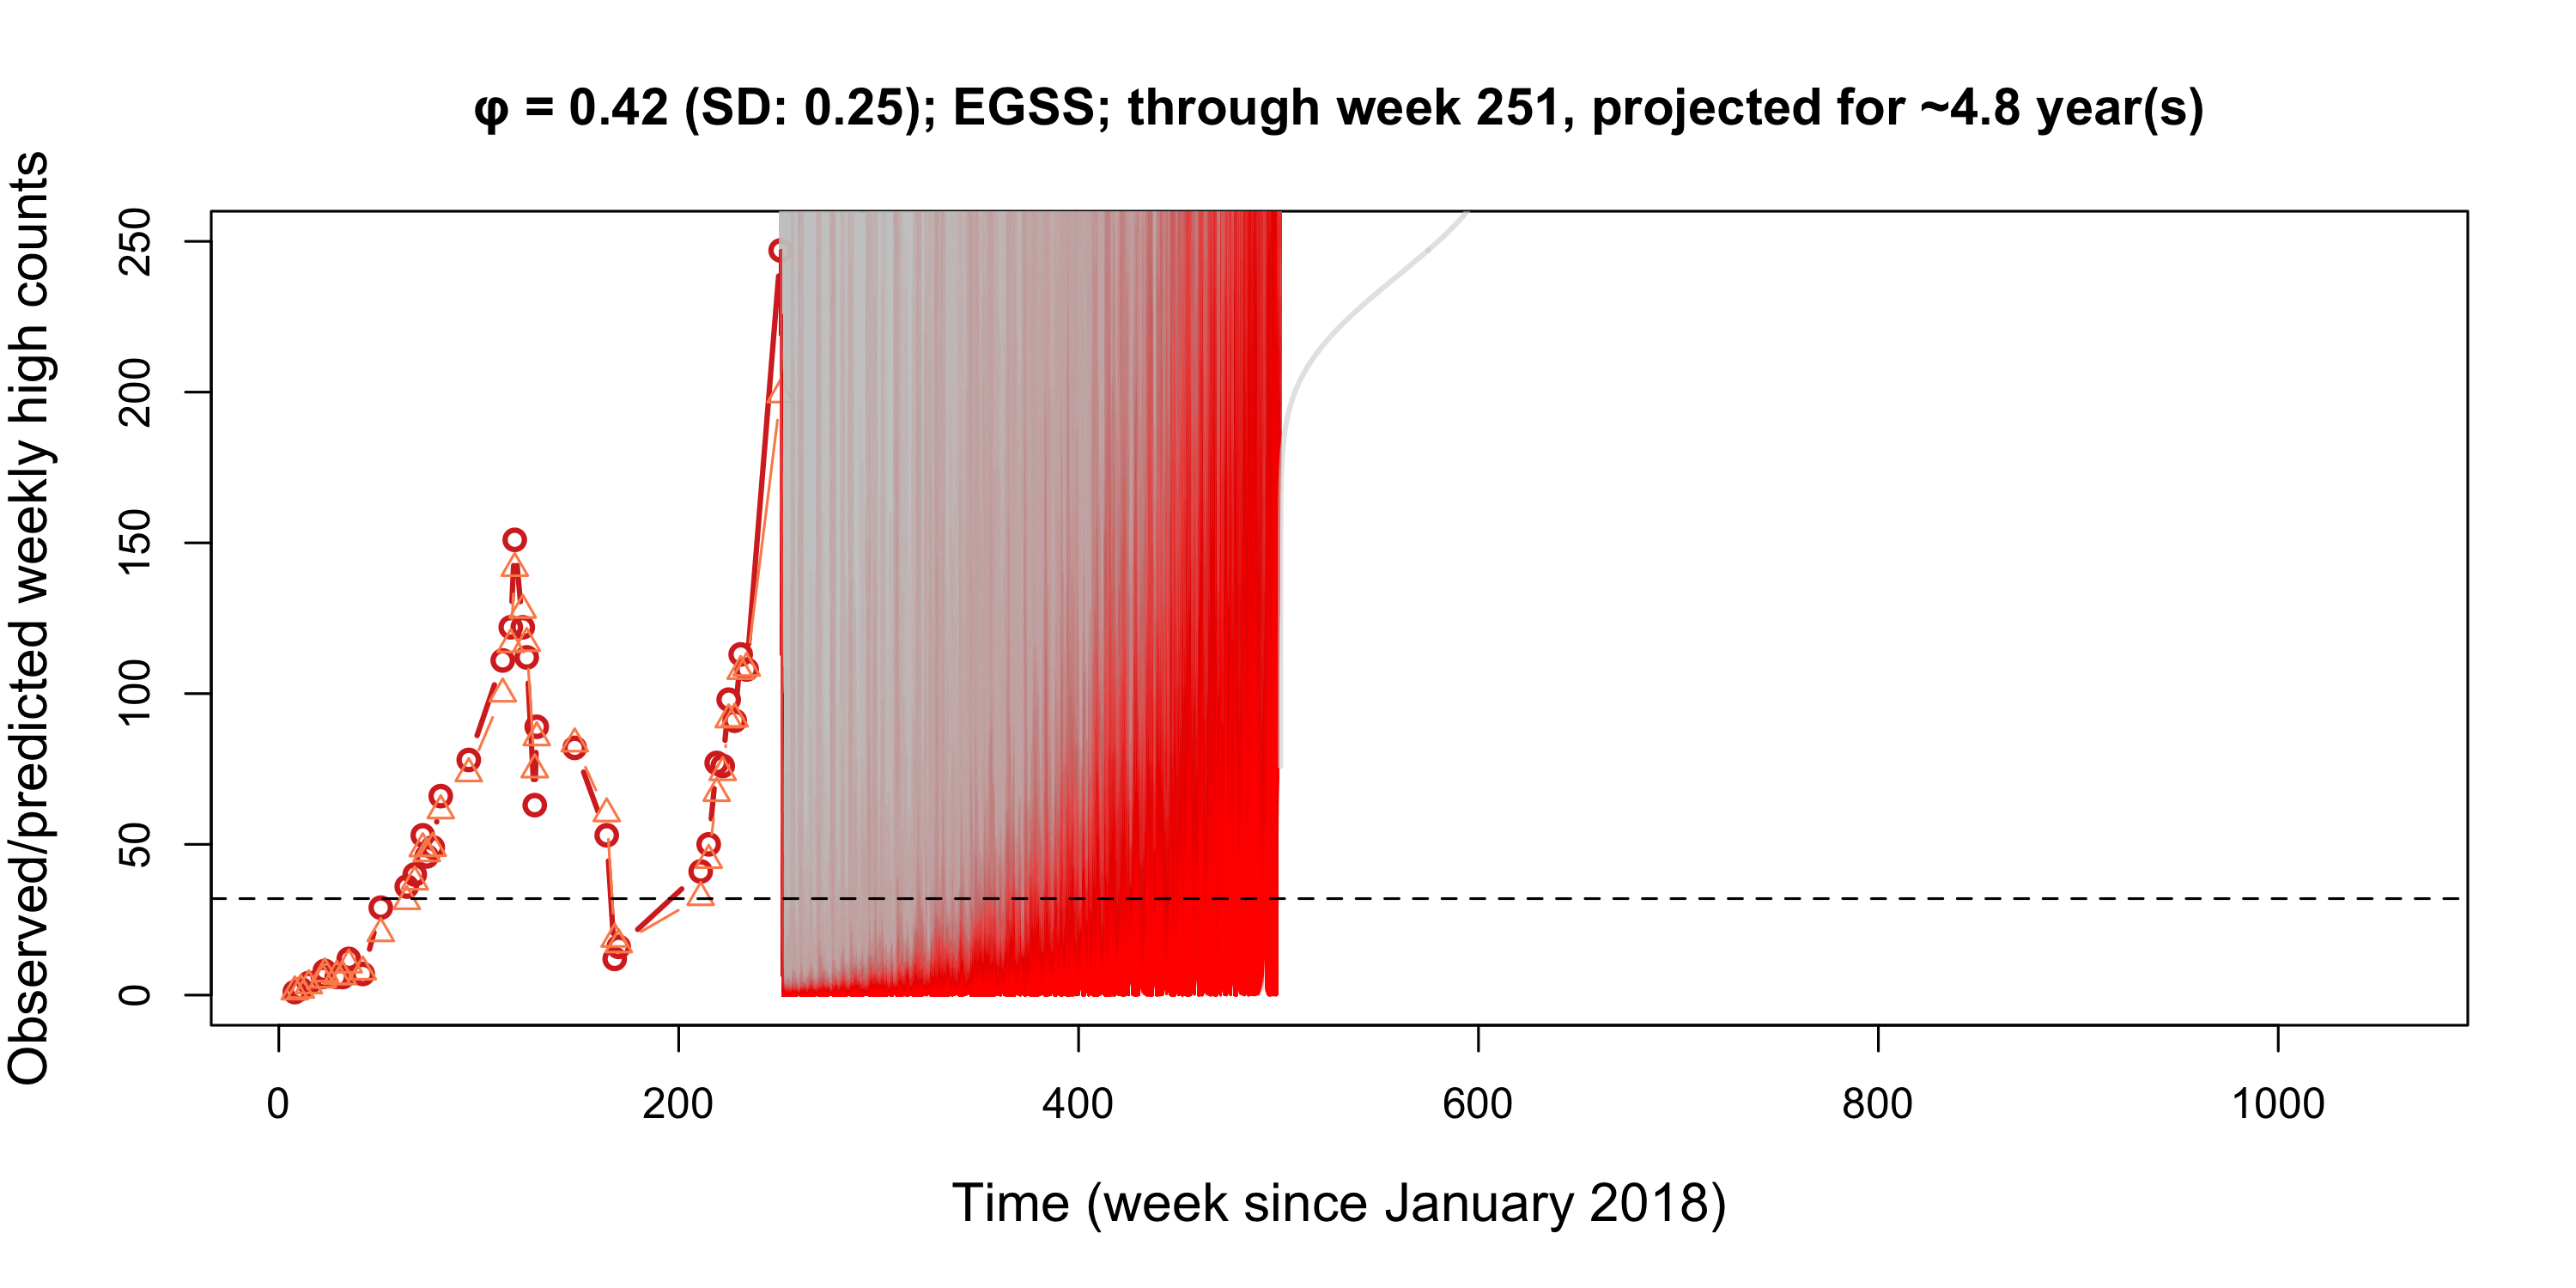 φ = 0.42 (SD: 0.25); EGSS; through week 251, projected for ~4.8 year(s)
Observed/predicted weekly high counts
250
200
150
100
50
0
0 200 400 600 800 1000
Time (week since January 2018)